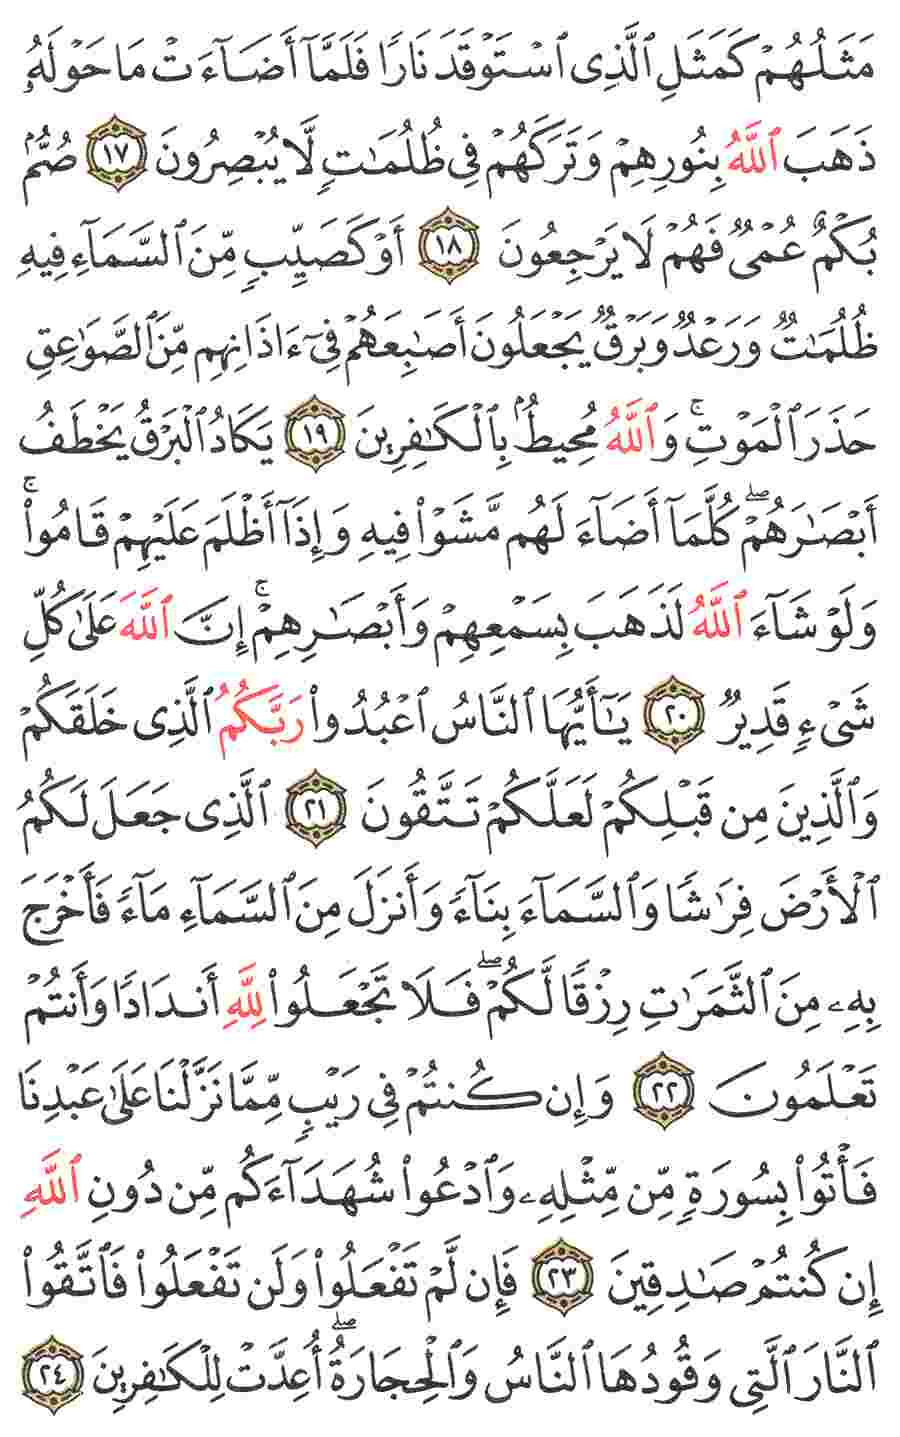 مَثَلُهُمْ كَمَثَلِ ٱلَّذِى ٱسْتَوْقَدَ نَارًا فَلَمَّآ أَضَآءَتْ مَا حَوْلَهُۥ
ذَهَبَ ٱللَّهُ بِنُورِهِمْ وَتَرَكَهُمْ فِى ظُلُمَٰتٍ لَّا يُبْصِرُونَ ١٧ صُمٌّۢ
بُكْمٌ عُمْىٌ فَهُمْ لَا يَرْجِعُونَ ١٨ أَوْ كَصَيِّبٍ مِّنَ ٱلسَّمَآءِ فِيهِ
ظُلُمَٰتٌ وَرَعْدٌ وَبَرْقٌ يَجْعَلُونَ أَصَٰبِعَهُمْ فِىٓ ءَاذَانِهِم مِّنَ ٱلصَّوَٰعِقِ
حَذَرَ ٱلْمَوْتِ ۚ وَٱللَّهُ مُحِيطٌۢ بِٱلْكَٰفِرِينَ ١٩ يَكَادُ ٱلْبَرْقُ يَخْطَفُ
أَبْصَٰرَهُمْ ۖ كُلَّمَآ أَضَآءَ لَهُم مَّشَوْا۟ فِيهِ وَإِذَآ أَظْلَمَ عَلَيْهِمْ قَامُوا۟ ۚ
وَلَوْ شَآءَ ٱللَّهُ لَذَهَبَ بِسَمْعِهِمْ وَأَبْصَٰرِهِمْ ۚ إِنَّ ٱللَّهَ عَلَىٰ كُلِّ
شَىْءٍ قَدِيرٌ ٢٠ يَٰٓأَيُّهَا ٱلنَّاسُ ٱعْبُدُوا۟ رَبَّكُمُ ٱلَّذِى خَلَقَكُمْ
وَٱلَّذِينَ مِن قَبْلِكُمْ لَعَلَّكُمْ تَتَّقُونَ ٢١ ٱلَّذِى جَعَلَ لَكُمُ
ٱلْأَرْضَ فِرَٰشًا وَٱلسَّمَآءَ بِنَآءً وَأَنزَلَ مِنَ ٱلسَّمَآءِ مَآءً فَأَخْرَجَ
بِهِۦ مِنَ ٱلثَّمَرَٰتِ رِزْقًا لَّكُمْ ۖ فَلَا تَجْعَلُوا۟ لِلَّهِ أَندَادًا وَأَنتُمْ
تَعْلَمُونَ ٢٢ وَإِن كُنتُمْ فِى رَيْبٍ مِّمَّا نَزَّلْنَا عَلَىٰ عَبْدِنَا
فَأْتُوا۟ بِسُورَةٍ مِّن مِّثْلِهِۦ وَٱدْعُوا۟ شُهَدَآءَكُم مِّن دُونِ ٱللَّهِ
إِن كُنتُمْ صَٰدِقِينَ ٢٣ فَإِن لَّمْ تَفْعَلُوا۟ وَلَن تَفْعَلُوا۟ فَٱتَّقُوا۟
ٱلنَّارَ ٱلَّتِى وَقُودُهَا ٱلنَّاسُ وَٱلْحِجَارَةُ ۖ أُعِدَّتْ لِلْكَٰفِرِينَ ٢٤